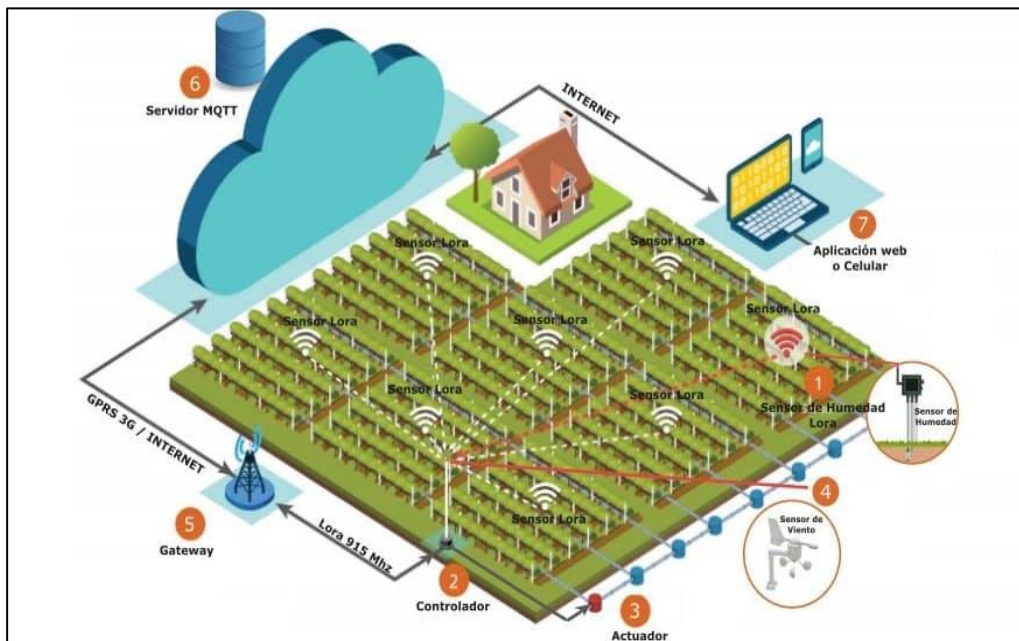 6
Servidor MQTT
INTERNET
7
Aplicación web
o Celular
Sensor Lora
Sensor Lora
Sensor Lora
Sensor Lora
Sensor Lora
Sensor Lora
Sensor Lora
1
Sensor de Humedad
Lora
Sensor de
Humedad
GPRS 3G / INTERNET
4
Sensor de
Viento
Sensor Lora
5
Gateway
Lora 915 Mhz
2
Controlador
3
Actuador